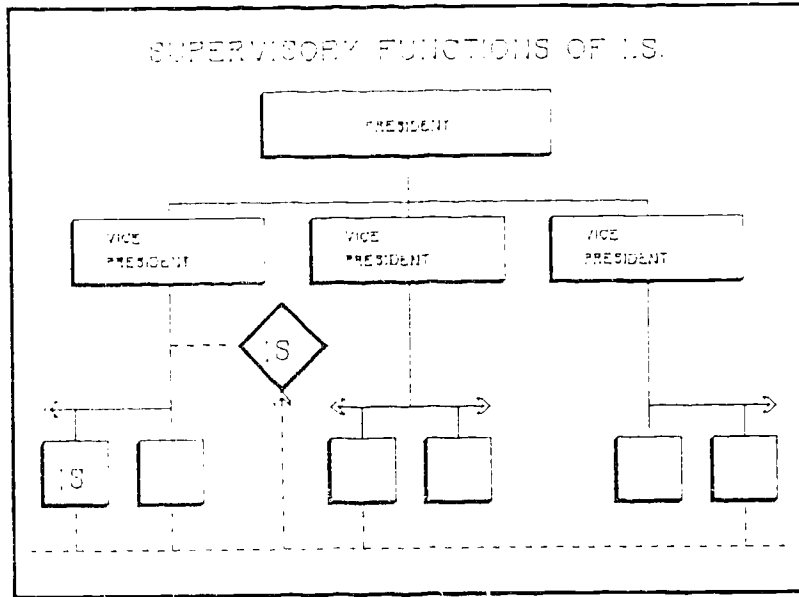 SUPERVISORY FUNCTIONS OF I.S.
PRESIDENT
VICE
PRESIDENT
VICE
PRESIDENT
VICE
PRESIDENT
IS
IS